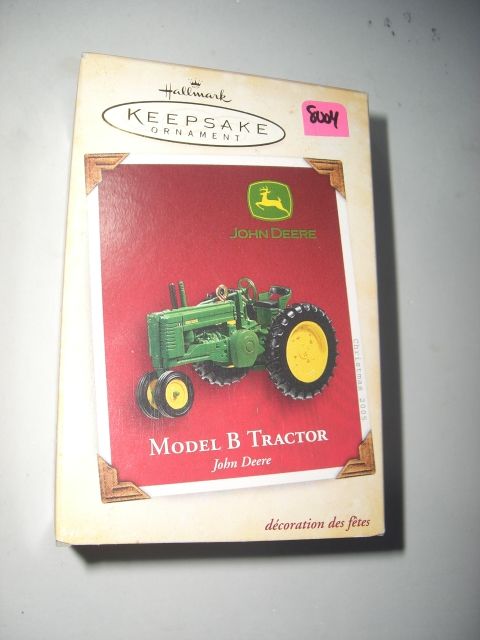 Hallmark
KEEPSAKE
ORNAMENT
8004
JOHN DEERE
Christmas 2005
MODEL B TRACTOR
John Deere
décoration des fêtes